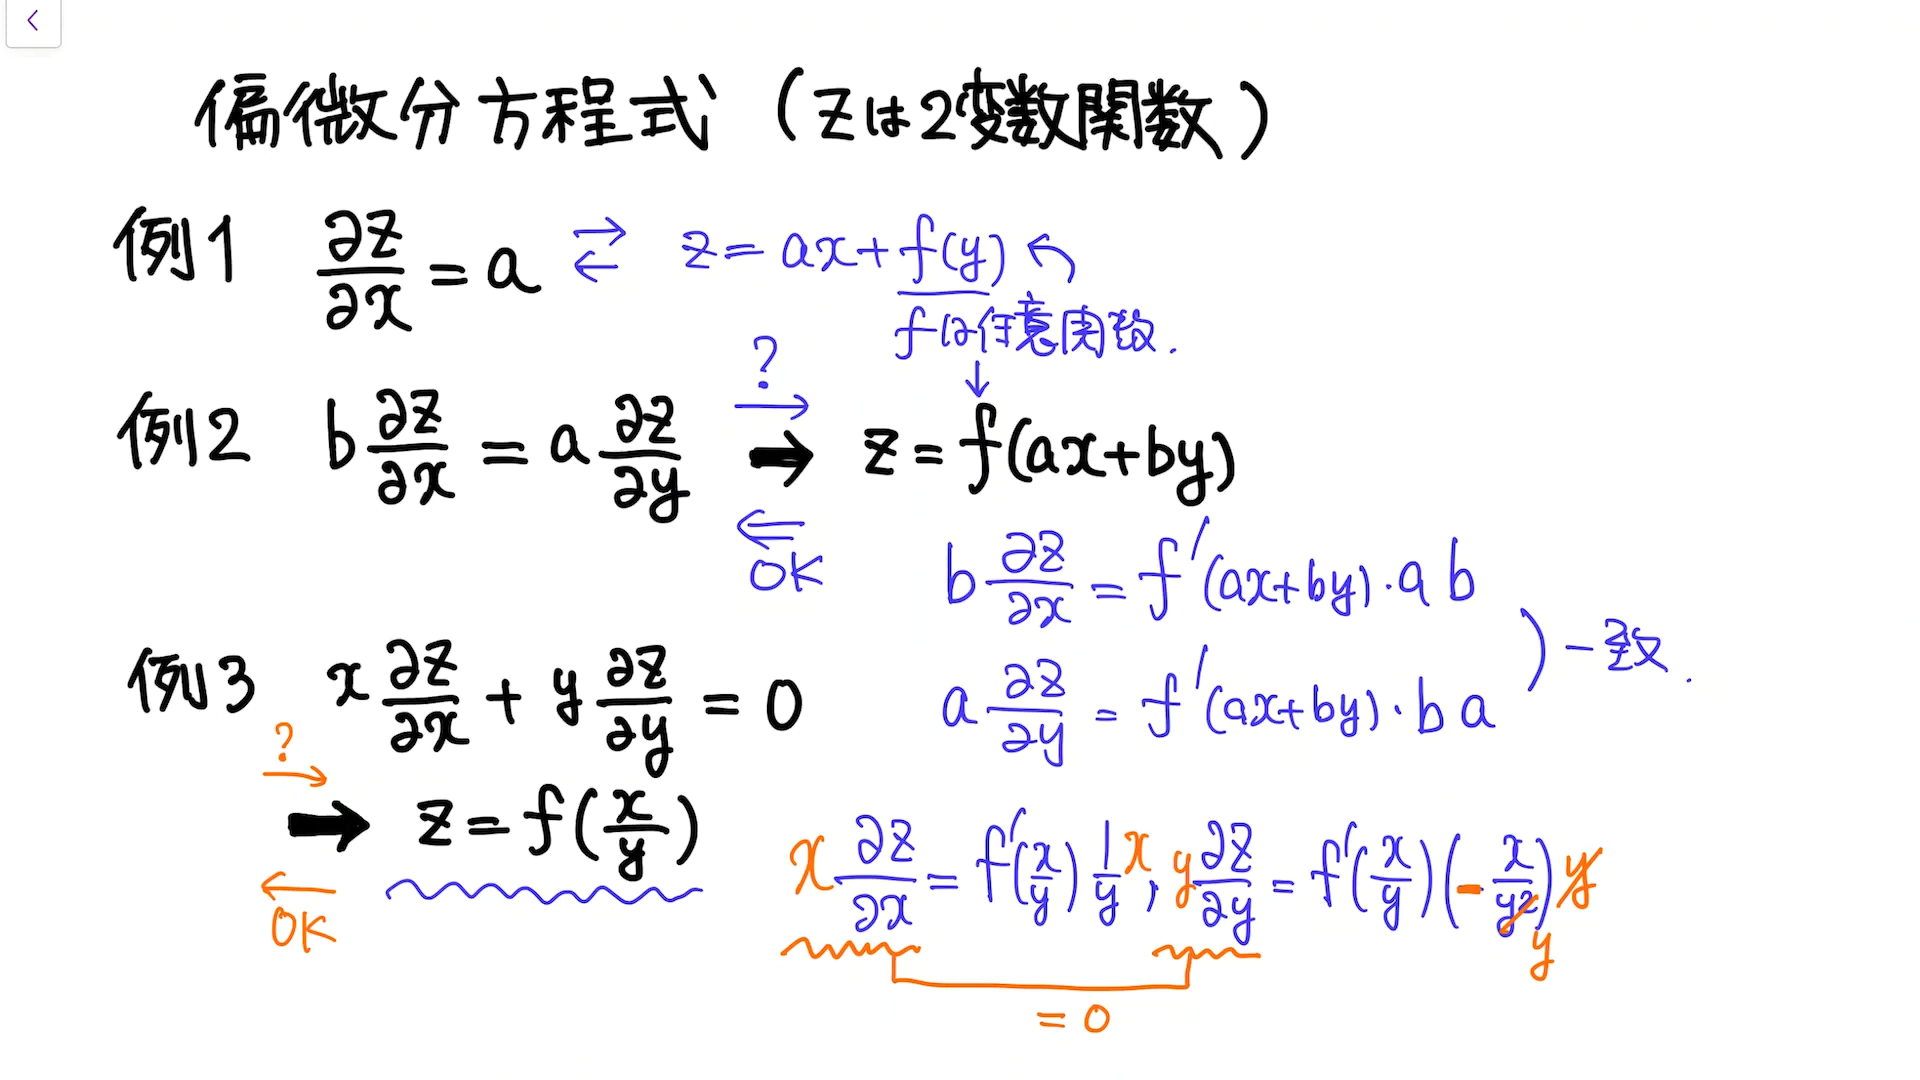 偏微分方程式 (zは2変数関数)
例1 ∂z/∂x = a ⇄ z = ax + f(y)
fは任意関数.
例2 b ∂z/∂x = a ∂z/∂y ? → ➡ z = f(ax+by)
← OK
b ∂z/∂x = f'(ax+by)・a b
a ∂z/∂y = f'(ax+by)・b a
) 一致.
例3 x ∂z/∂x + y ∂z/∂y = 0
? → ➡ z = f(x/y)
← OK
x ∂z/∂x = f'(x/y) 1/y x, y ∂z/∂y = f'(x/y) (- x/y²) y
y
= 0